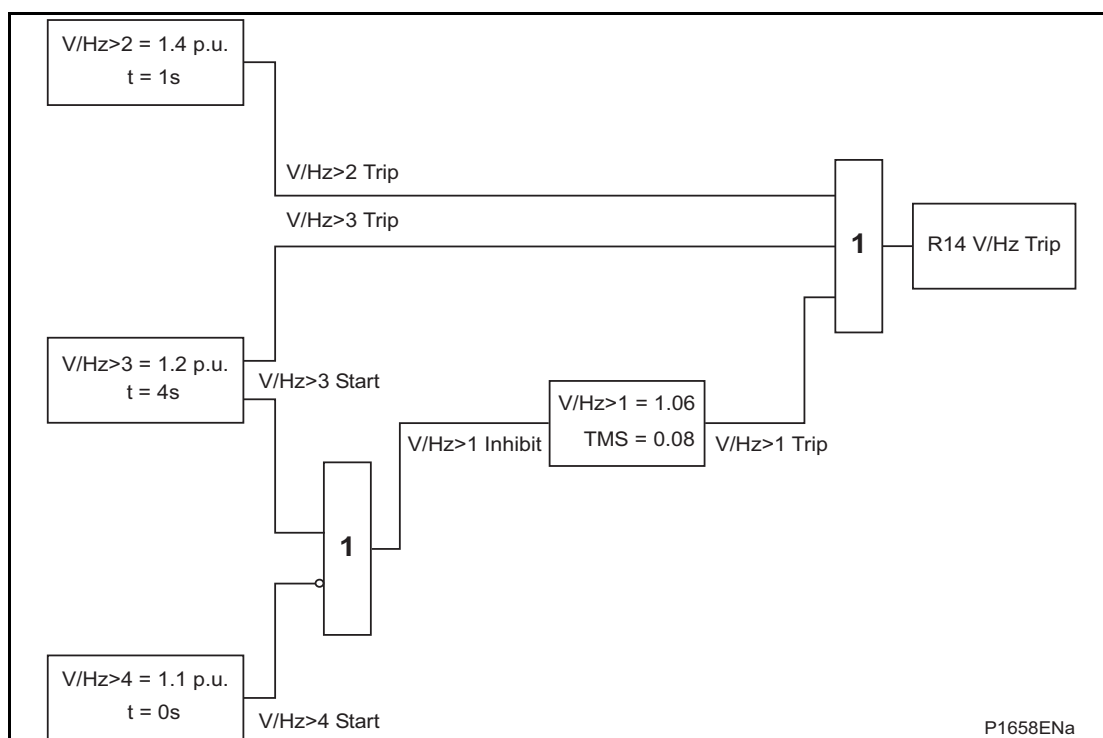 V/Hz>2 = 1.4 p.u.
t = 1s
V/Hz>2 Trip
V/Hz>3 Trip
1
R14 V/Hz Trip
V/Hz>3 = 1.2 p.u.
t = 4s
V/Hz>3 Start
V/Hz>1 = 1.06
TMS = 0.08
V/Hz>1 Inhibit
V/Hz>1 Trip
1
V/Hz>4 = 1.1 p.u.
t = 0s
V/Hz>4 Start
P1658ENa